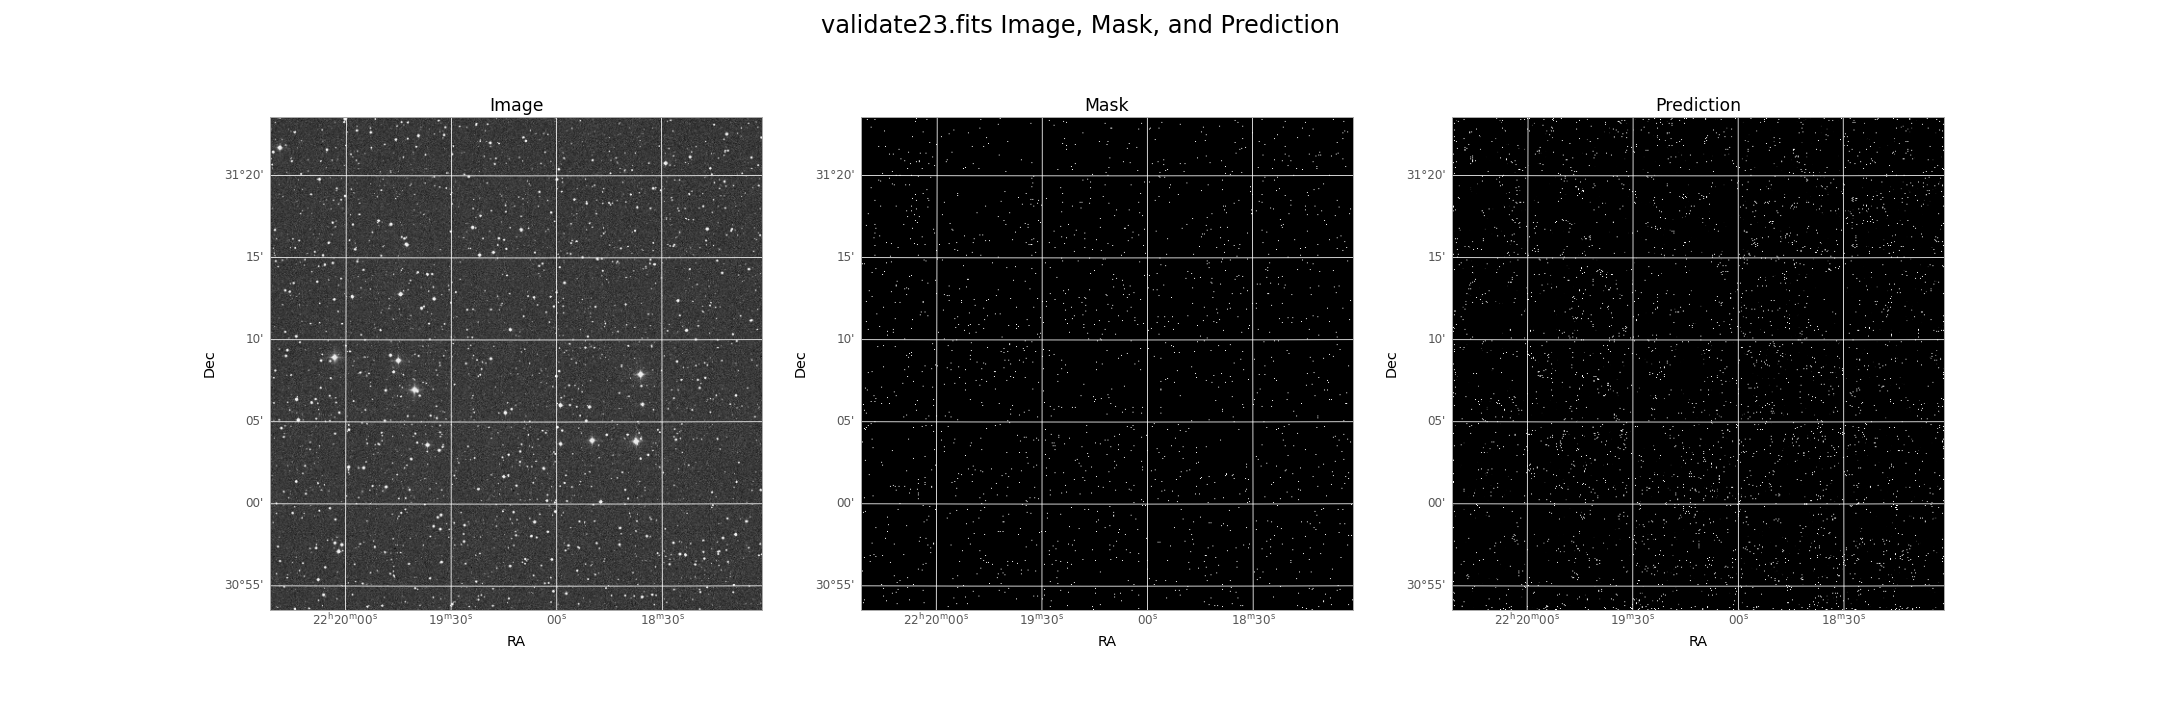 validate23.fits Image, Mask, and Prediction
Image
31°20'
15'
10'
05'
00'
30°55'
Dec
22ʰ20ᵐ00ˢ 19ᵐ30ˢ 00ˢ 18ᵐ30ˢ
RA
Mask
31°20'
15'
10'
05'
00'
30°55'
Dec
22ʰ20ᵐ00ˢ 19ᵐ30ˢ 00ˢ 18ᵐ30ˢ
RA
Prediction
31°20'
15'
10'
05'
00'
30°55'
Dec
22ʰ20ᵐ00ˢ 19ᵐ30ˢ 00ˢ 18ᵐ30ˢ
RA